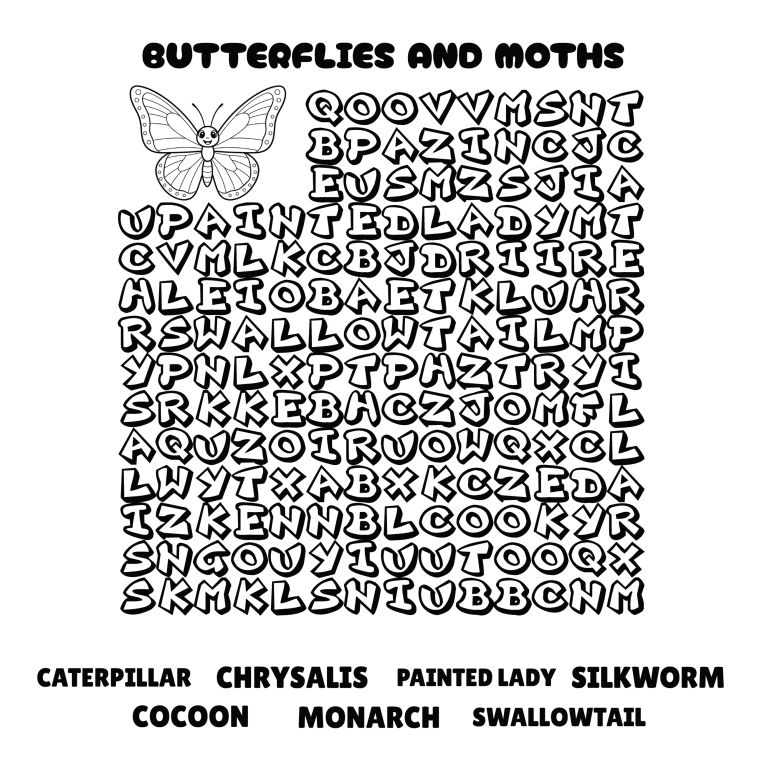 BUTTERFLIES AND MOTHS
QOOVVMSNT
BPAZINCJC
EUSMZSJIA
UPAINTEDLADYMT
CVMLKCBJDRIIRE
HLEIOBAETKLUHR
RSWALLOWTAILMP
YPNLXPTPHZTRYI
SRKKEBHCZJOMFL
AQUZOIRUOWQXCL
LWYTXABXKCZEDA
IZKENNBLCOOKYR
SNGOUYIUUTOOQX
SKMKLSNIUBBCNM
CATERPILLAR CHRYSALIS PAINTED LADY SILKWORM
COCOON MONARCH SWALLOWTAIL